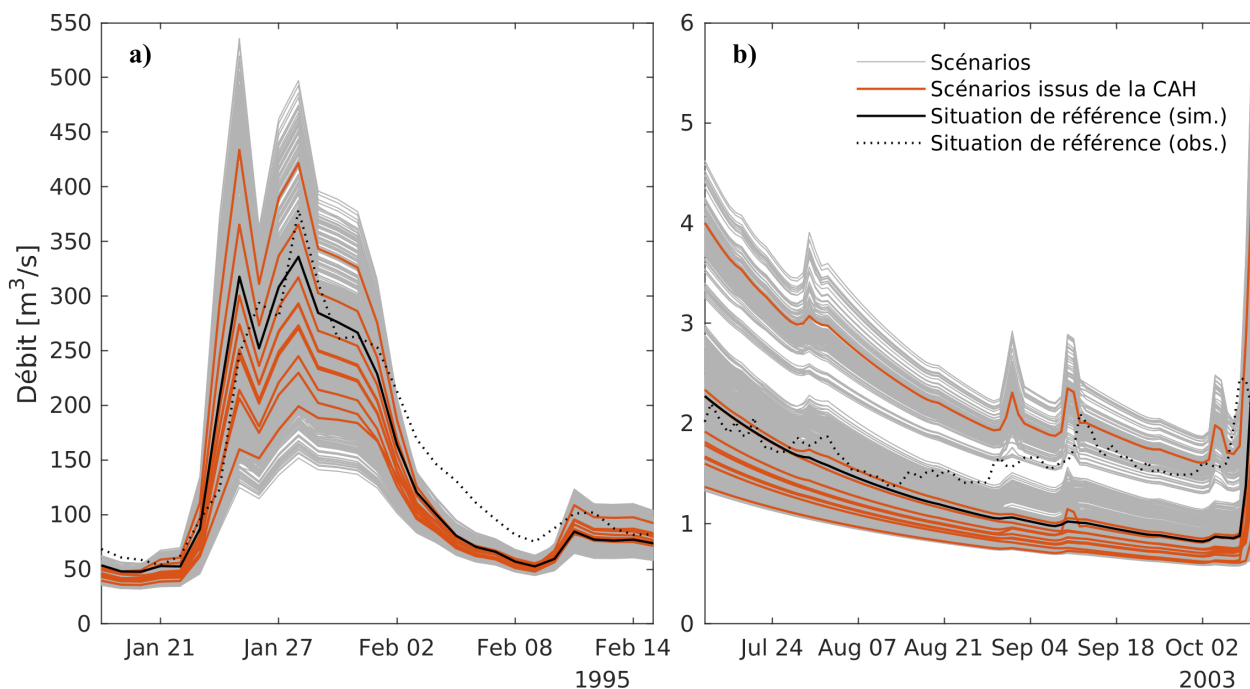 a)
Débit [m³/s]
550
500
450
400
350
300
250
200
150
100
50
0
Jan 21 Jan 27 Feb 02 Feb 08 Feb 14
1995
b)
Scénarios
Scénarios issus de la CAH
Situation de référence (sim.)
Situation de référence (obs.)
6
5
4
3
2
1
0
Jul 24 Aug 07 Aug 21 Sep 04 Sep 18 Oct 02
2003